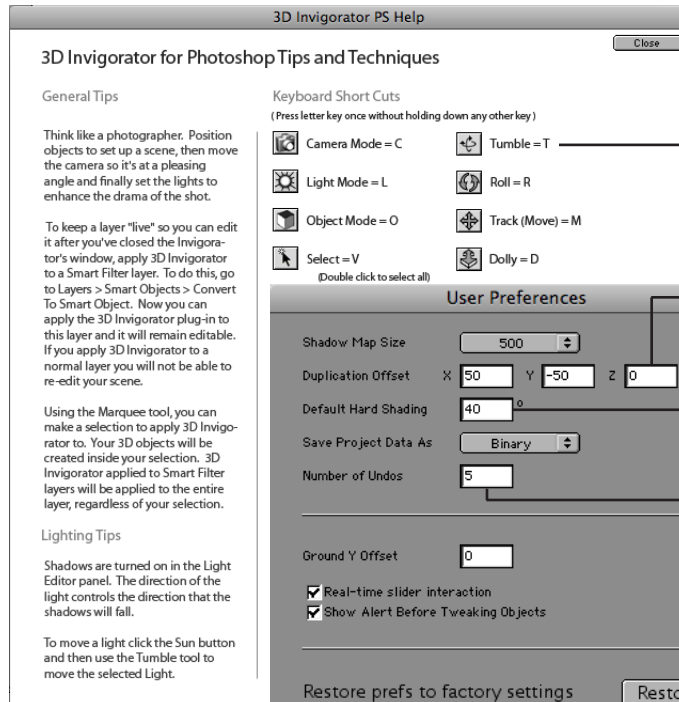 3D Invigorator PS Help
Close
3D Invigorator for Photoshop Tips and Techniques
General Tips
Think like a photographer. Position
objects to set up a scene, then move
the camera so it's at a pleasing
angle and finally set the lights to
enhance the drama of the shot.
To keep a layer "live" so you can edit
it after you've closed the Invigora-
tor's window, apply 3D Invigorator
to a Smart Filter layer. To do this, go
to Layers > Smart Objects > Convert
To Smart Object. Now you can
apply the 3D Invigorator plug-in to
this layer and it will remain editable.
If you apply 3D Invigorator to a
normal layer you will not be able to
re-edit your scene.
Using the Marquee tool, you can
make a selection to apply 3D Invigo-
rator to. Your 3D objects will be
created inside your selection. 3D
Invigorator applied to Smart Filter
layers will be applied to the entire
layer, regardless of your selection.
Lighting Tips
Shadows are turned on in the Light
Editor panel. The direction of the
light controls the direction that the
shadows will fall.
To move a light click the Sun button
and then use the Tumble tool to
move the selected Light.
Keyboard Short Cuts
(Press letter key once without holding down any other key)
Camera Mode = C
Tumble = T
Light Mode = L
Roll = R
Object Mode = O
Track (Move) = M
Select = V
Dolly = D
(Double click to select all)
User Preferences
Shadow Map Size 500
Duplication Offset X 50 Y -50 Z 0
Default Hard Shading 40 °
Save Project Data As Binary
Number of Undos 5
Ground Y Offset 0
Real-time slider interaction
Show Alert Before Tweaking Objects
Restore prefs to factory settings